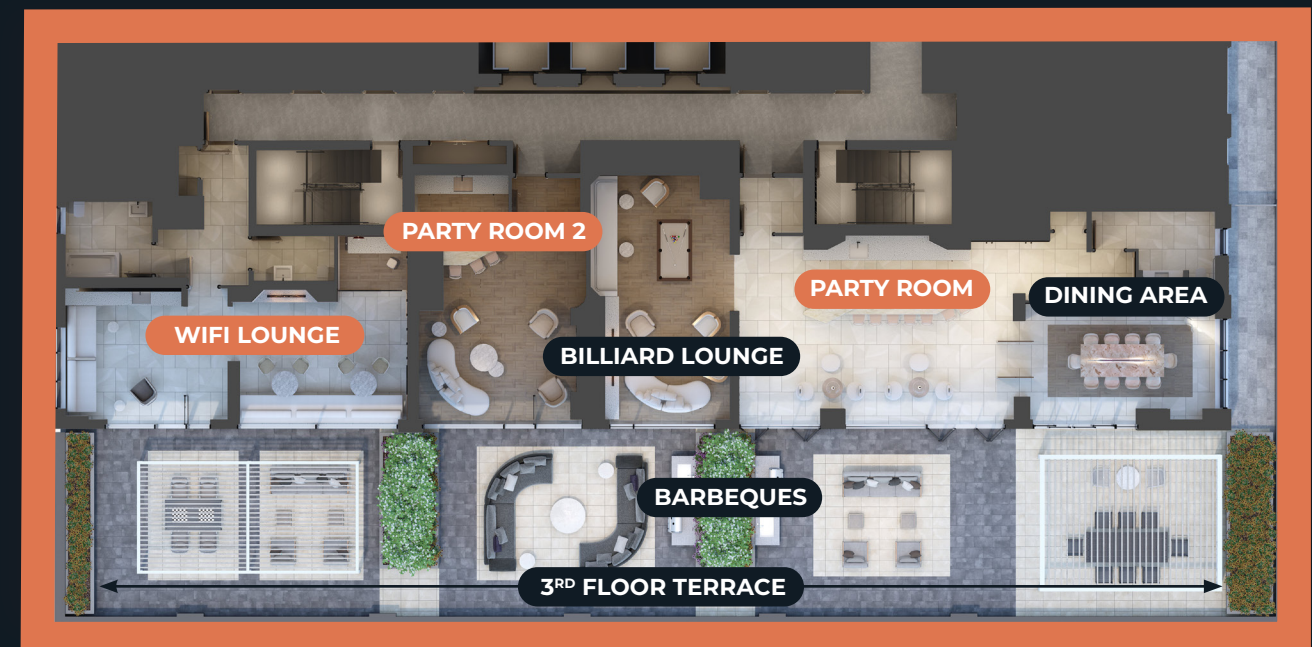 PARTY ROOM 2
PARTY ROOM
DINING AREA
WIFI LOUNGE
BILLIARD LOUNGE
BARBEQUES
3RD FLOOR TERRACE